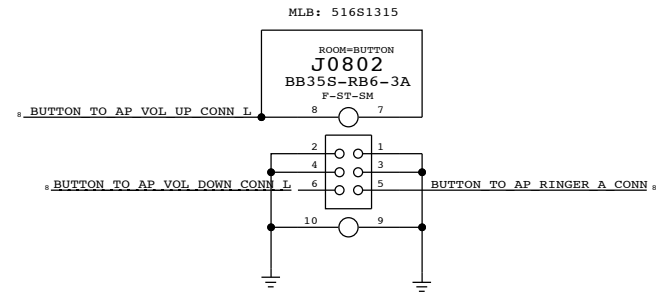 MLB: 516S1315
ROOM=BUTTON
J0802
BB35S-RB6-3A
F-ST-SM
8 BUTTON TO AP VOL UP CONN L 8 7
2 1
4 3
8 BUTTON TO AP VOL DOWN CONN L 6 5 BUTTON TO AP RINGER A CONN 8
10 9